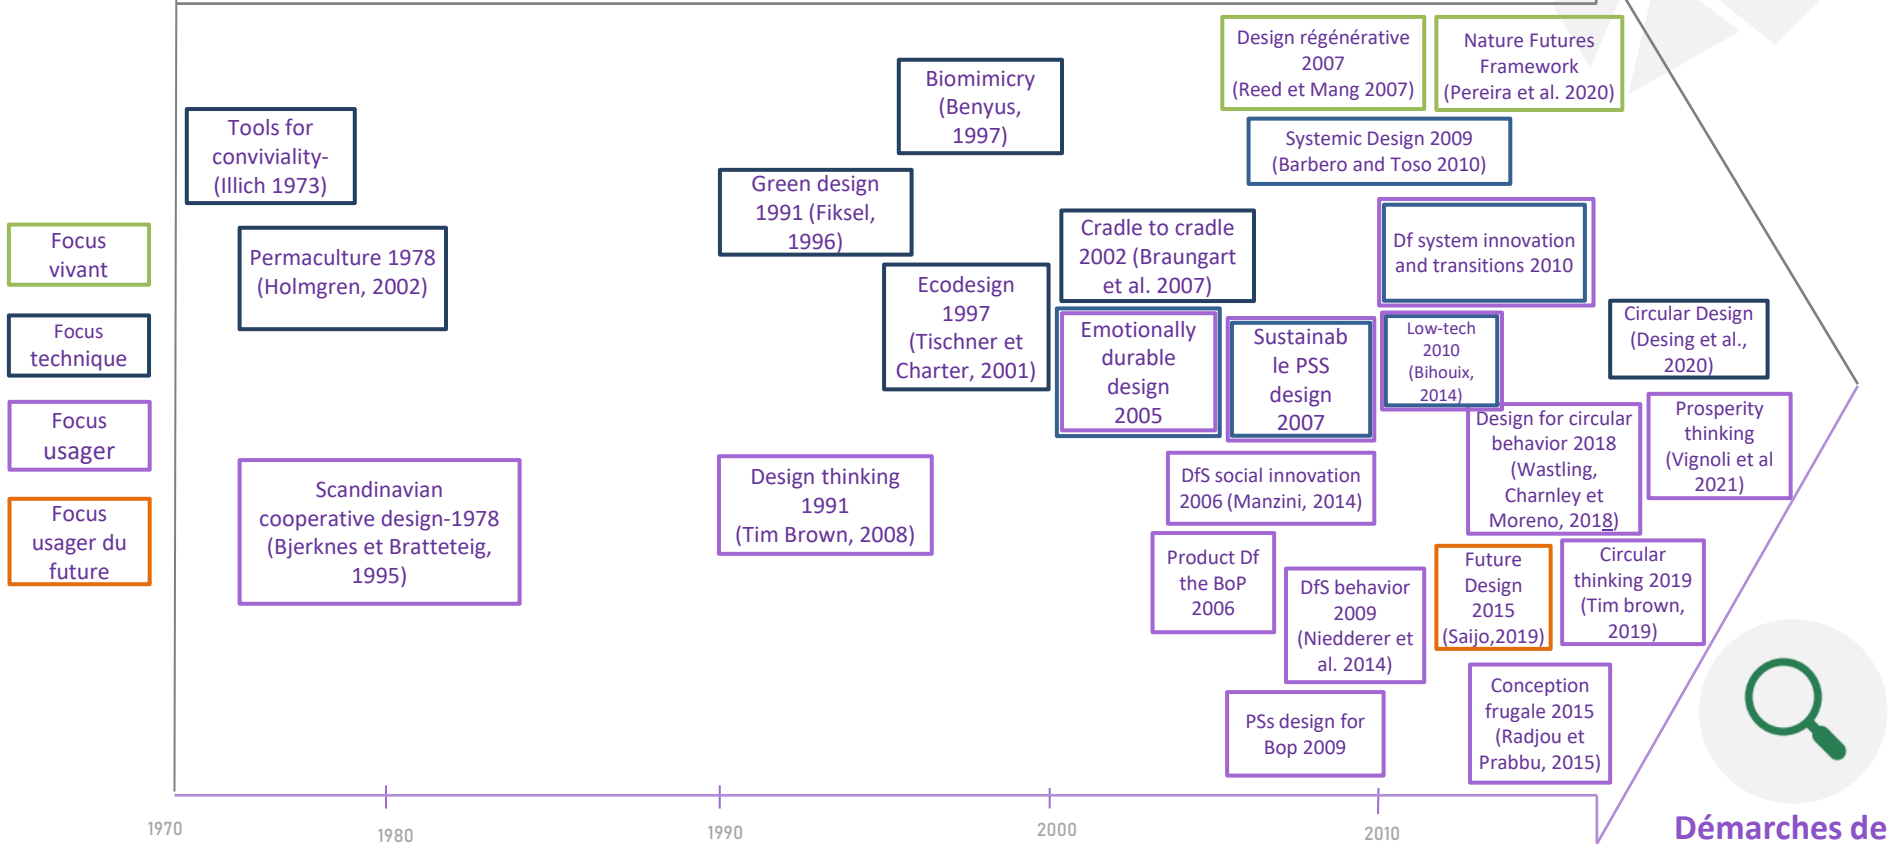 Design régénérative
2007
(Reed et Mang 2007)
Nature Futures
Framework
(Pereira et al. 2020)
Biomimicry
(Benyus,
1997)
Tools for
conviviality-
(Illich 1973)
Systemic Design 2009
(Barbero and Toso 2010)
Green design
1991 (Fiksel,
1996)
Focus
vivant
Permaculture 1978
(Holmgren, 2002)
Cradle to cradle
2002 (Braungart
et al. 2007)
Df system innovation
and transitions 2010
Ecodesign
1997
(Tischner et
Charter, 2001)
Focus
technique
Emotionally
durable
design
2005
Sustainab
le PSS
design
2007
Low-tech
2010
(Bihouix,
2014)
Circular Design
(Desing et al.,
2020)
Focus
usager
Design for circular
behavior 2018
(Wastling,
Charnley et
Moreno, 2018)
Prosperity
thinking
(Vignoli et al
2021)
Scandinavian
cooperative design-1978
(Bjerknes et Bratteteig,
1995)
Design thinking
1991
(Tim Brown, 2008)
DfS social innovation
2006 (Manzini, 2014)
Focus
usager du
future
Product Df
the BoP
2006
DfS behavior
2009
(Niedderer et
al. 2014)
Future
Design
2015
(Saijo,2019)
Circular
thinking 2019
(Tim brown,
2019)
PSs design for
Bop 2009
Conception
frugale 2015
(Radjou et
Prabbu, 2015)
1970
1980
1990
2000
2010
Démarches de